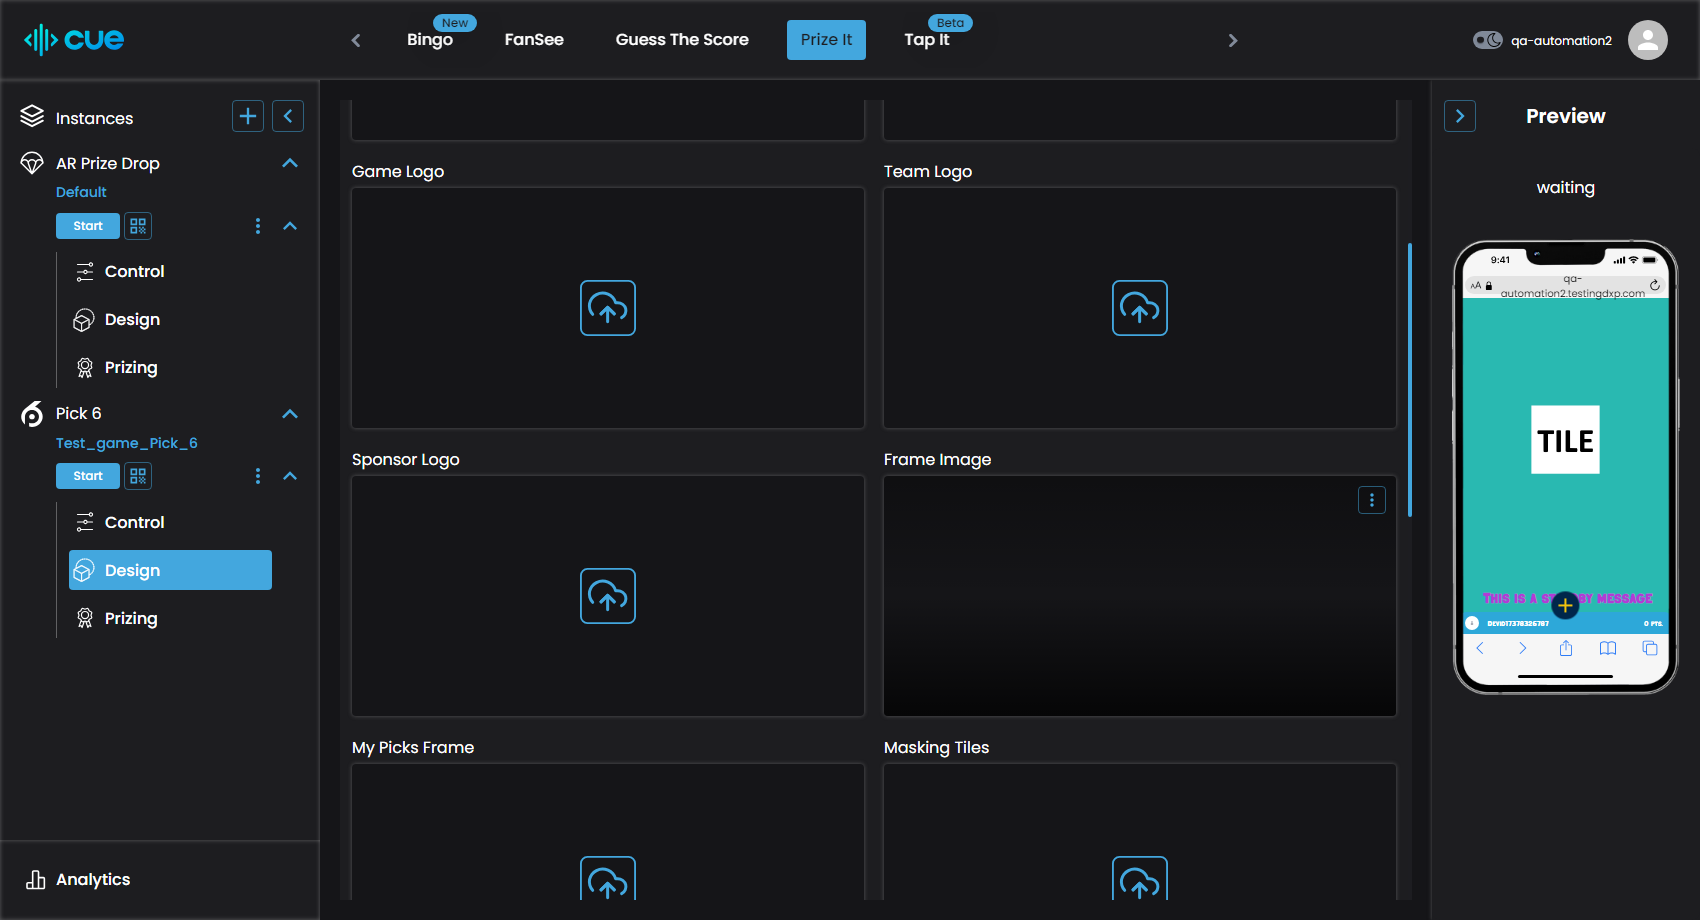 cue
Bingo
New
FanSee
Guess The Score
Prize It
Tap It
Beta
qa-automation2
Instances
AR Prize Drop
Default
Start
Control
Design
Prizing
Pick 6
Test_game_Pick_6
Start
Control
Design
Prizing
Analytics
Game Logo
Team Logo
Sponsor Logo
Frame Image
My Picks Frame
Masking Tiles
Preview
waiting
9:41
AA
qa-
automation2.testingdxp.com
TILE
THIS IS A ST BY MESSAGE
0 PTS.